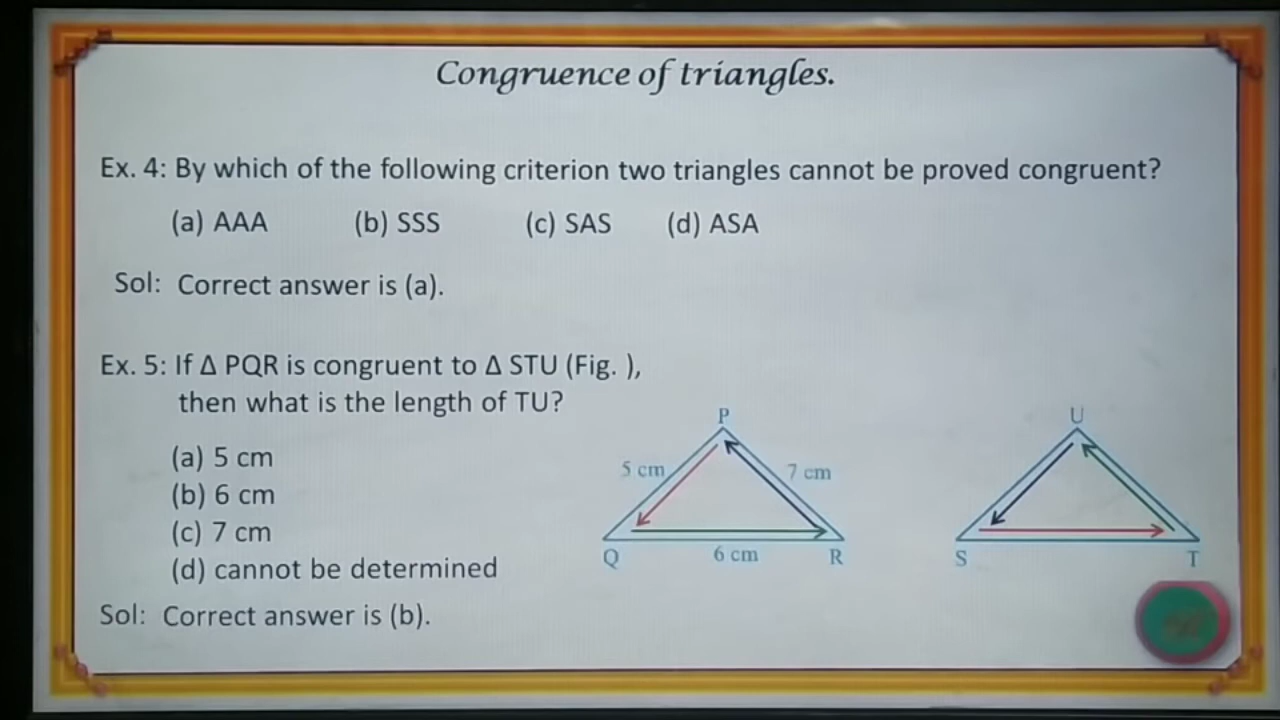 Congruence of triangles.
Ex. 4: By which of the following criterion two triangles cannot be proved congruent?
(a) AAA (b) SSS (c) SAS (d) ASA
Sol: Correct answer is (a).
Ex. 5: If Δ PQR is congruent to Δ STU (Fig. ),
then what is the length of TU?
(a) 5 cm
(b) 6 cm
(c) 7 cm
(d) cannot be determined
Sol: Correct answer is (b).
P
5 cm
7 cm
Q
6 cm
R
U
S
T